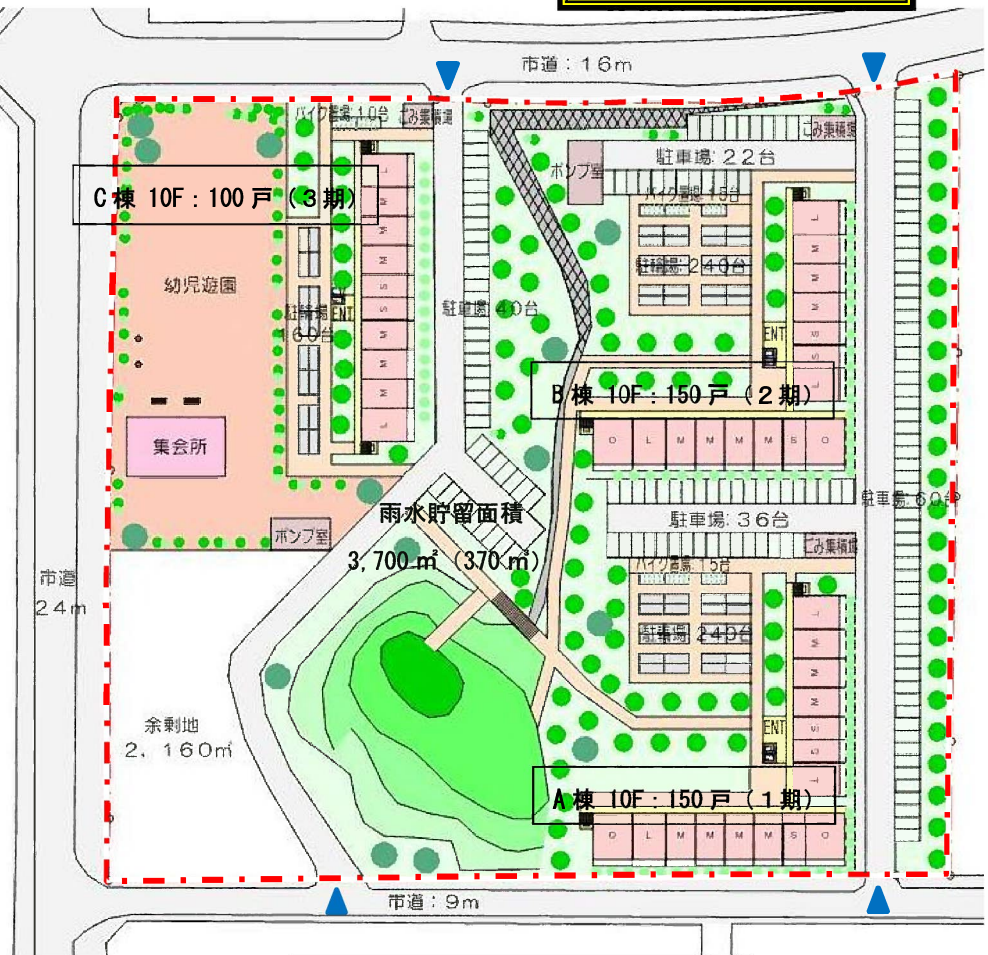 市道：１６ｍ
バイク置場 １０台
ごみ集積場
ごみ集積場
駐車場：２２台
ポンプ室
C棟 10F：100戸（３期）
バイク置場：１５台
L
M
M
M
S
S
M
M
M
L
L
M
M
M
M
S
S
L
幼児遊園
駐輪場：２４０台
駐輪場
１６０台
ENT
駐車場 ４０台
ENT
B棟 10F：150戸（２期）
集会所
O
L
M
M
M
M
S
O
駐車場：６０台
雨水貯留面積
3,700㎡（370㎥）
駐車場：３６台
ポンプ室
ごみ集積場
バイク置場：１５台
市道
２４ｍ
駐輪場：２４０台
L
M
M
M
S
S
L
余剰地
２，１６０㎡
ENT
A棟 10F：150戸（１期）
O
L
M
M
M
M
S
O
市道：９ｍ